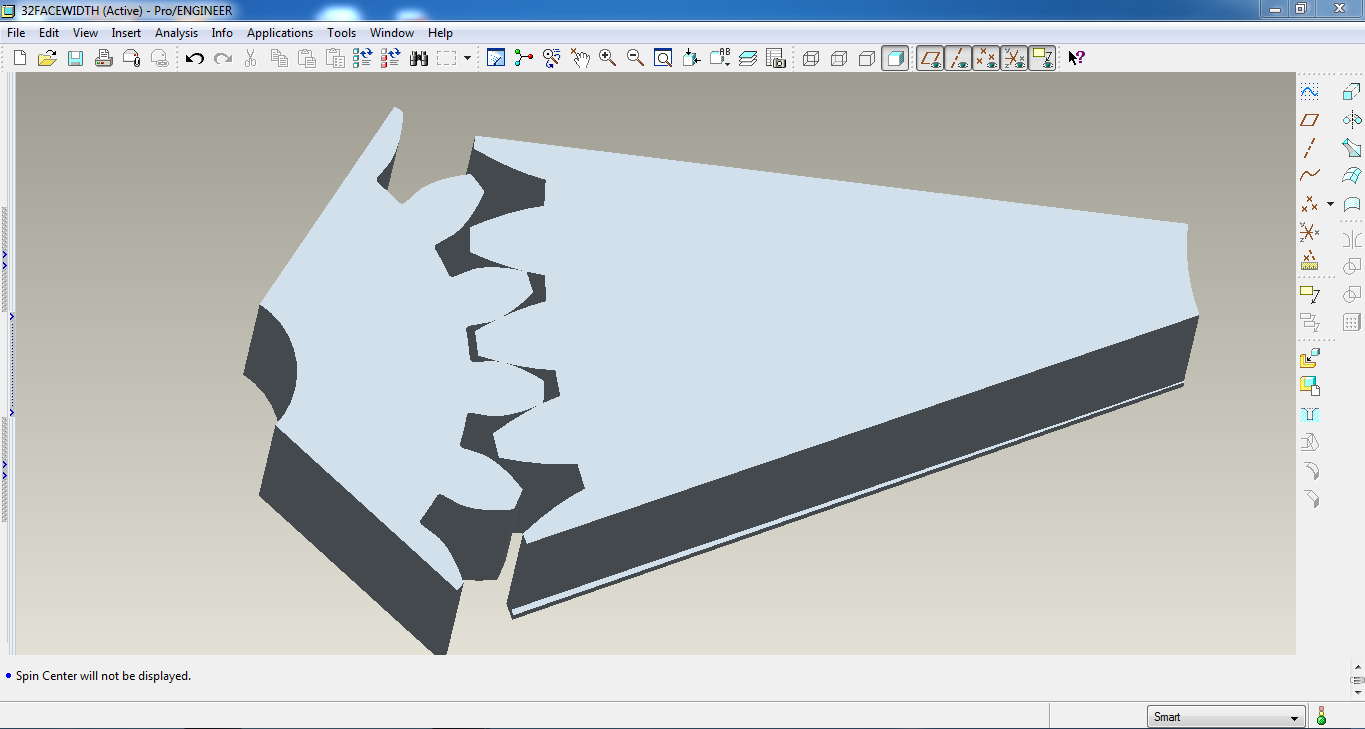 32FACEWIDTH (Active) - Pro/ENGINEER
File Edit View Insert Analysis Info Applications Tools Window Help
Spin Center will not be displayed.
Smart